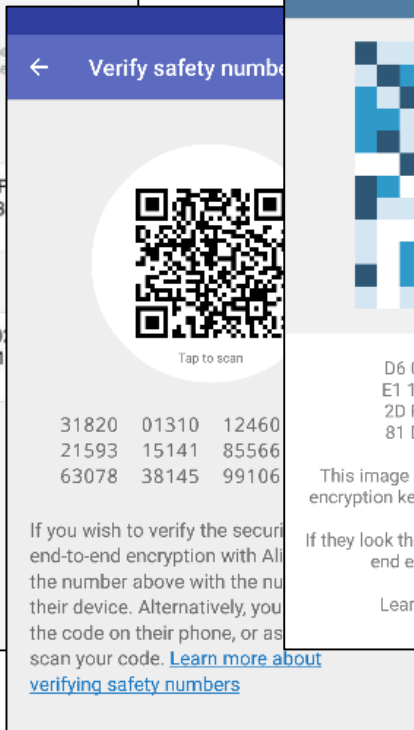 Verify safety numbe
Tap to scan
31820 01310 12460
21593 15141 85566
63078 38145 99106
If you wish to verify the securi
end-to-end encryption with Ali
the number above with the nu
their device. Alternatively, you
the code on their phone, or as
scan your code. Learn more about
verifying safety numbers
D6
E1 1
2D
81
This image
encryption ke
If they look th
end e
Lear